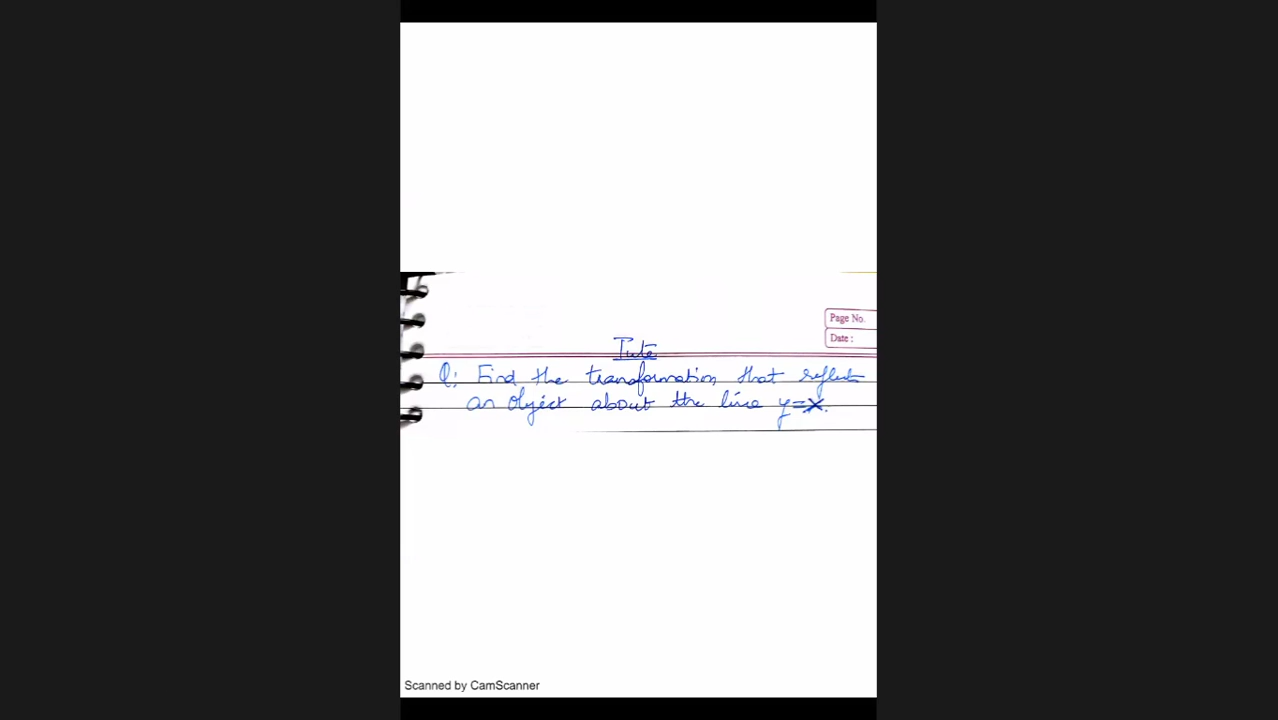 Page No.
Date :
Tute
Q: Find the transformation that reflects
an object about the line y=x.
Scanned by CamScanner